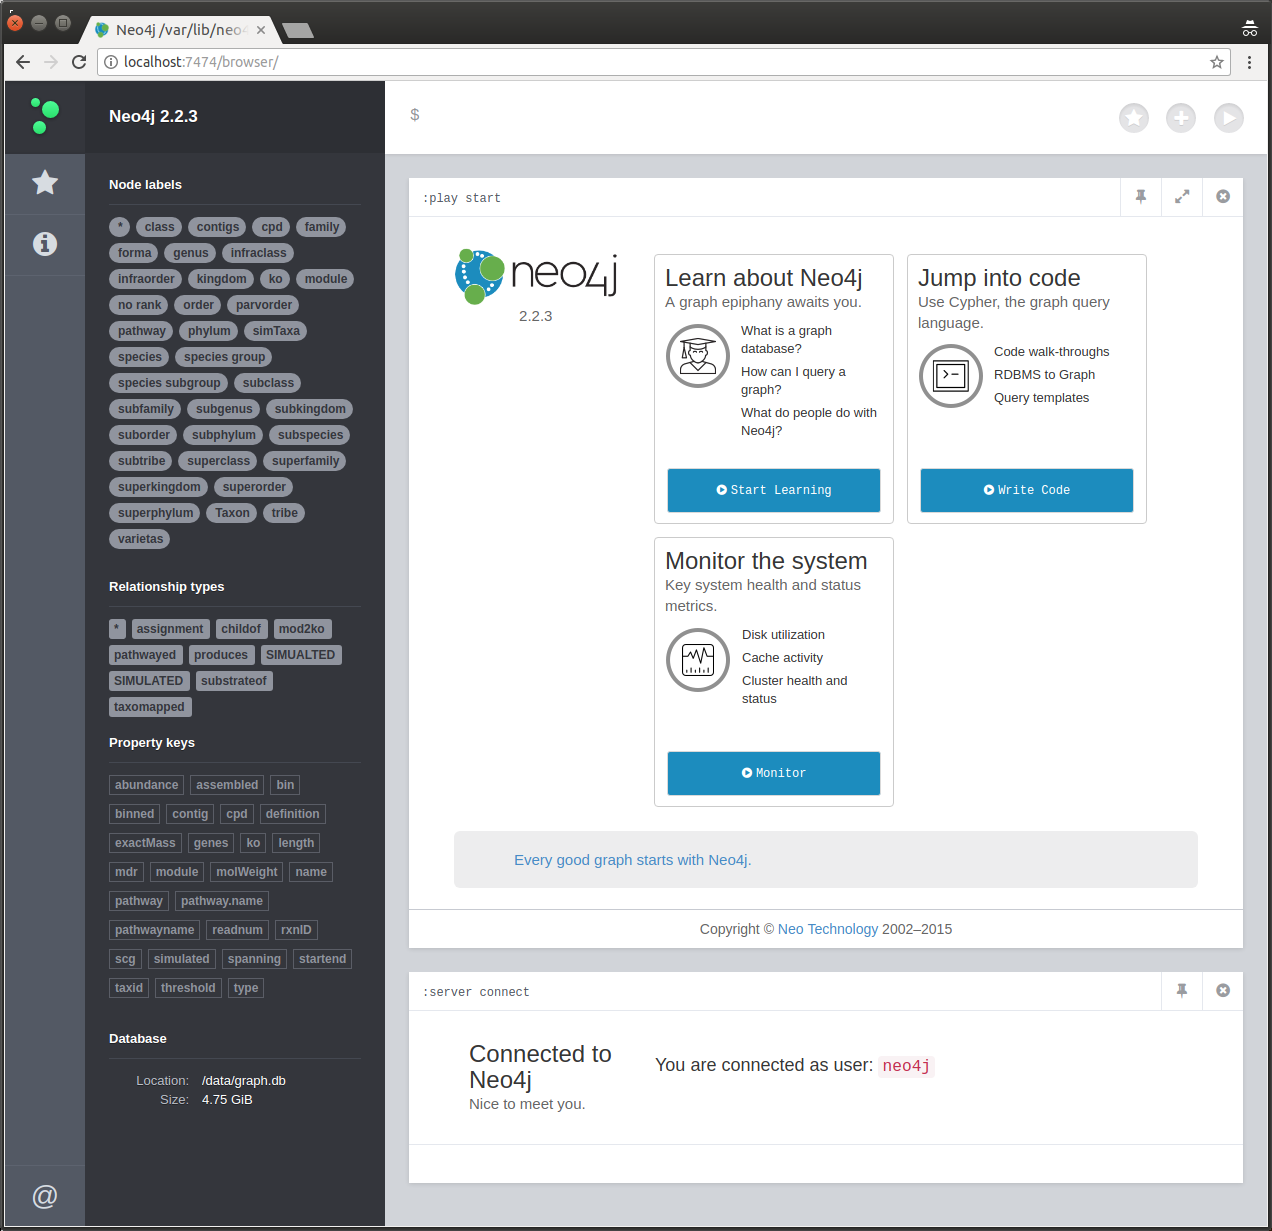 Neo4j /var/lib/neo4
localhost:7474/browser/
Neo4j 2.2.3
$
Node labels
* class contigs cpd family
forma genus infraclass
infraorder kingdom ko module
no rank order parvorder
pathway phylum simTaxa
species species group
species subgroup subclass
subfamily subgenus subkingdom
suborder subphylum subspecies
subtribe superclass superfamily
superkingdom superorder
superphylum Taxon tribe
varietas
Relationship types
* assignment childof mod2ko
pathwayed produces SIMUALTED
SIMULATED substrateof
taxomapped
Property keys
abundance assembled bin
binned contig cpd definition
exactMass genes ko length
mdr module molWeight name
pathway pathway.name
pathwayname readnum rxnID
scg simulated spanning startend
taxid threshold type
Database
Location: /data/graph.db
Size: 4.75 GiB
@
:play start
neo4j
2.2.3
Learn about Neo4j
A graph epiphany awaits you.
What is a graph
database?
How can I query a
graph?
What do people do with
Neo4j?
Start Learning
Jump into code
Use Cypher, the graph query
language.
Code walk-throughs
RDBMS to Graph
Query templates
Write Code
Monitor the system
Key system health and status
metrics.
Disk utilization
Cache activity
Cluster health and
status
Monitor
Every good graph starts with Neo4j.
Copyright © Neo Technology 2002–2015
:server connect
Connected to
Neo4j
Nice to meet you.
You are connected as user: neo4j